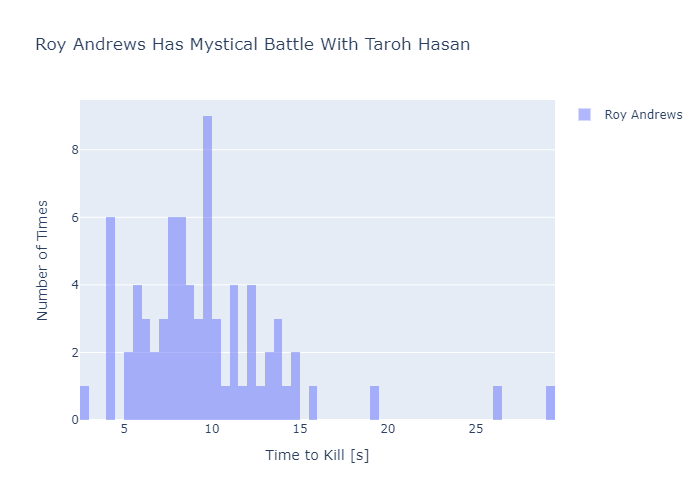 Roy Andrews Has Mystical Battle With Taroh Hasan
Roy Andrews
8
6
4
2
0
5
10
15
20
25
Number of Times
Time to Kill [s]